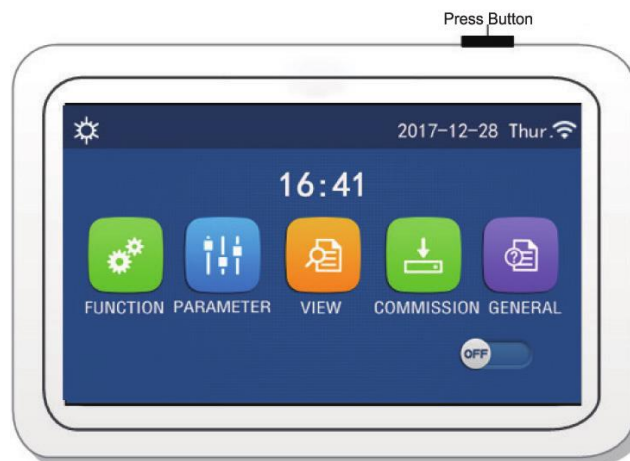 Press Button
2017-12-28 Thur.
16:41
FUNCTION PARAMETER VIEW COMMISSION GENERAL
OFF